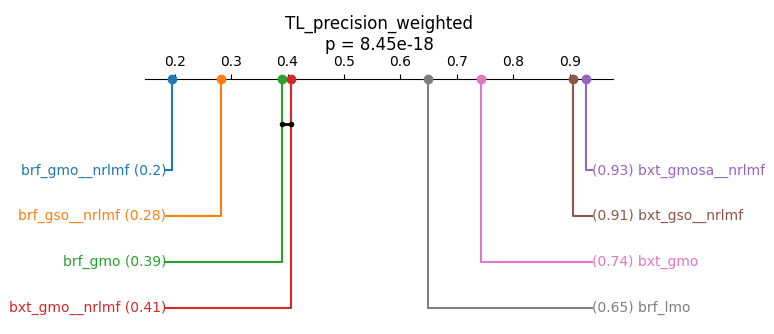 TL_precision_weighted
p = 8.45e-18
0.2 0.3 0.4 0.5 0.6 0.7 0.8 0.9
brf_gmo__nrlmf (0.2) (0.93) bxt_gmosa__nrlmf
brf_gso__nrlmf (0.28) (0.91) bxt_gso__nrlmf
brf_gmo (0.39) (0.74) bxt_gmo
bxt_gmo__nrlmf (0.41) (0.65) brf_lmo